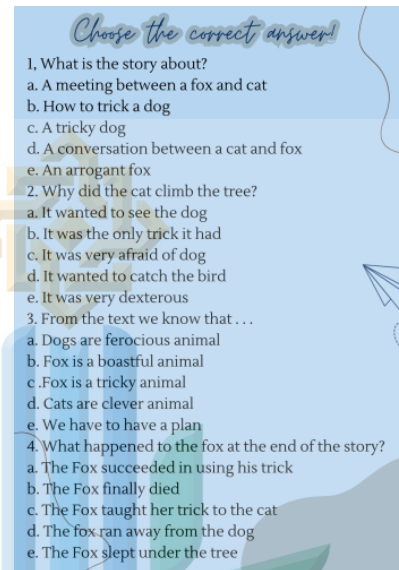 Choose the correct answer!
1, What is the story about?
a. A meeting between a fox and cat
b. How to trick a dog
c. A tricky dog
d. A conversation between a cat and fox
e. An arrogant fox
2. Why did the cat climb the tree?
a. It wanted to see the dog
b. It was the only trick it had
c. It was very afraid of dog
d. It wanted to catch the bird
e. It was very dexterous
3. From the text we know that . . .
a. Dogs are ferocious animal
b. Fox is a boastful animal
c .Fox is a tricky animal
d. Cats are clever animal
e. We have to have a plan
4. What happened to the fox at the end of the story?
a. The Fox succeeded in using his trick
b. The Fox finally died
c. The Fox taught her trick to the cat
d. The fox ran away from the dog
e. The Fox slept under the tree